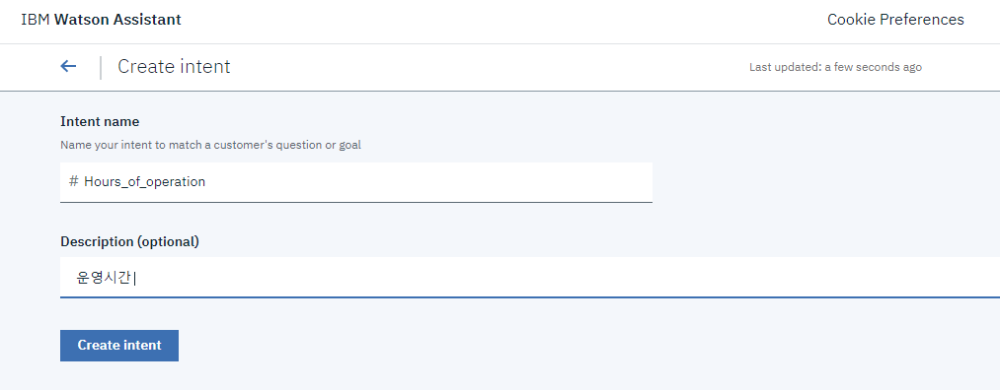 IBM Watson Assistant Cookie Preferences
← Create intent Last updated: a few seconds ago
Intent name
Name your intent to match a customer's question or goal
# Hours_of_operation
Description (optional)
운영시간
Create intent